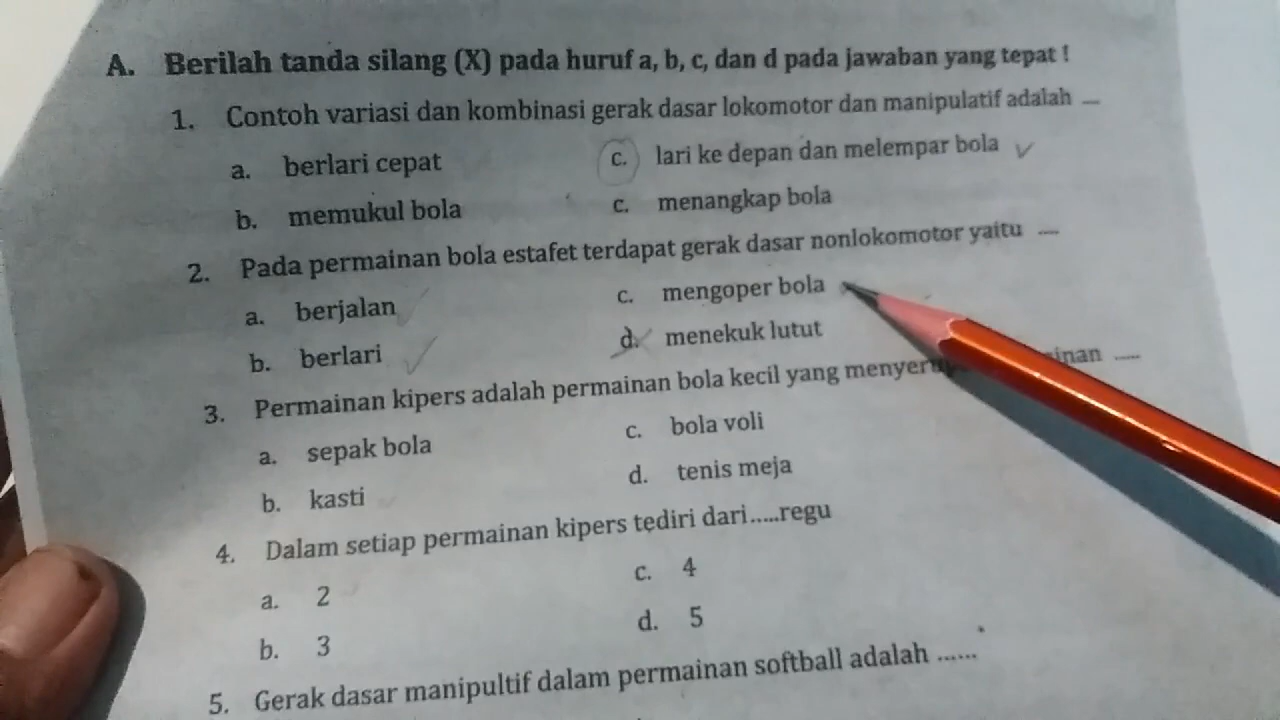 A. Berilah tanda silang (X) pada huruf a, b, c, dan d pada jawaban yang tepat !
1. Contoh variasi dan kombinasi gerak dasar lokomotor dan manipulatif adalah ....
a. berlari cepat c. lari ke depan dan melempar bola
b. memukul bola c. menangkap bola
2. Pada permainan bola estafet terdapat gerak dasar nonlokomotor yaitu ....
a. berjalan c. mengoper bola
b. berlari d. menekuk lutut
3. Permainan kipers adalah permainan bola kecil yang .....
a. sepak bola c. bola voli
b. kasti d. tenis meja
4. Dalam setiap permainan kipers tediri dari.....regu
a. 2 c. 4
b. 3 d. 5
5. Gerak dasar manipultif dalam permainan softball adalah ......